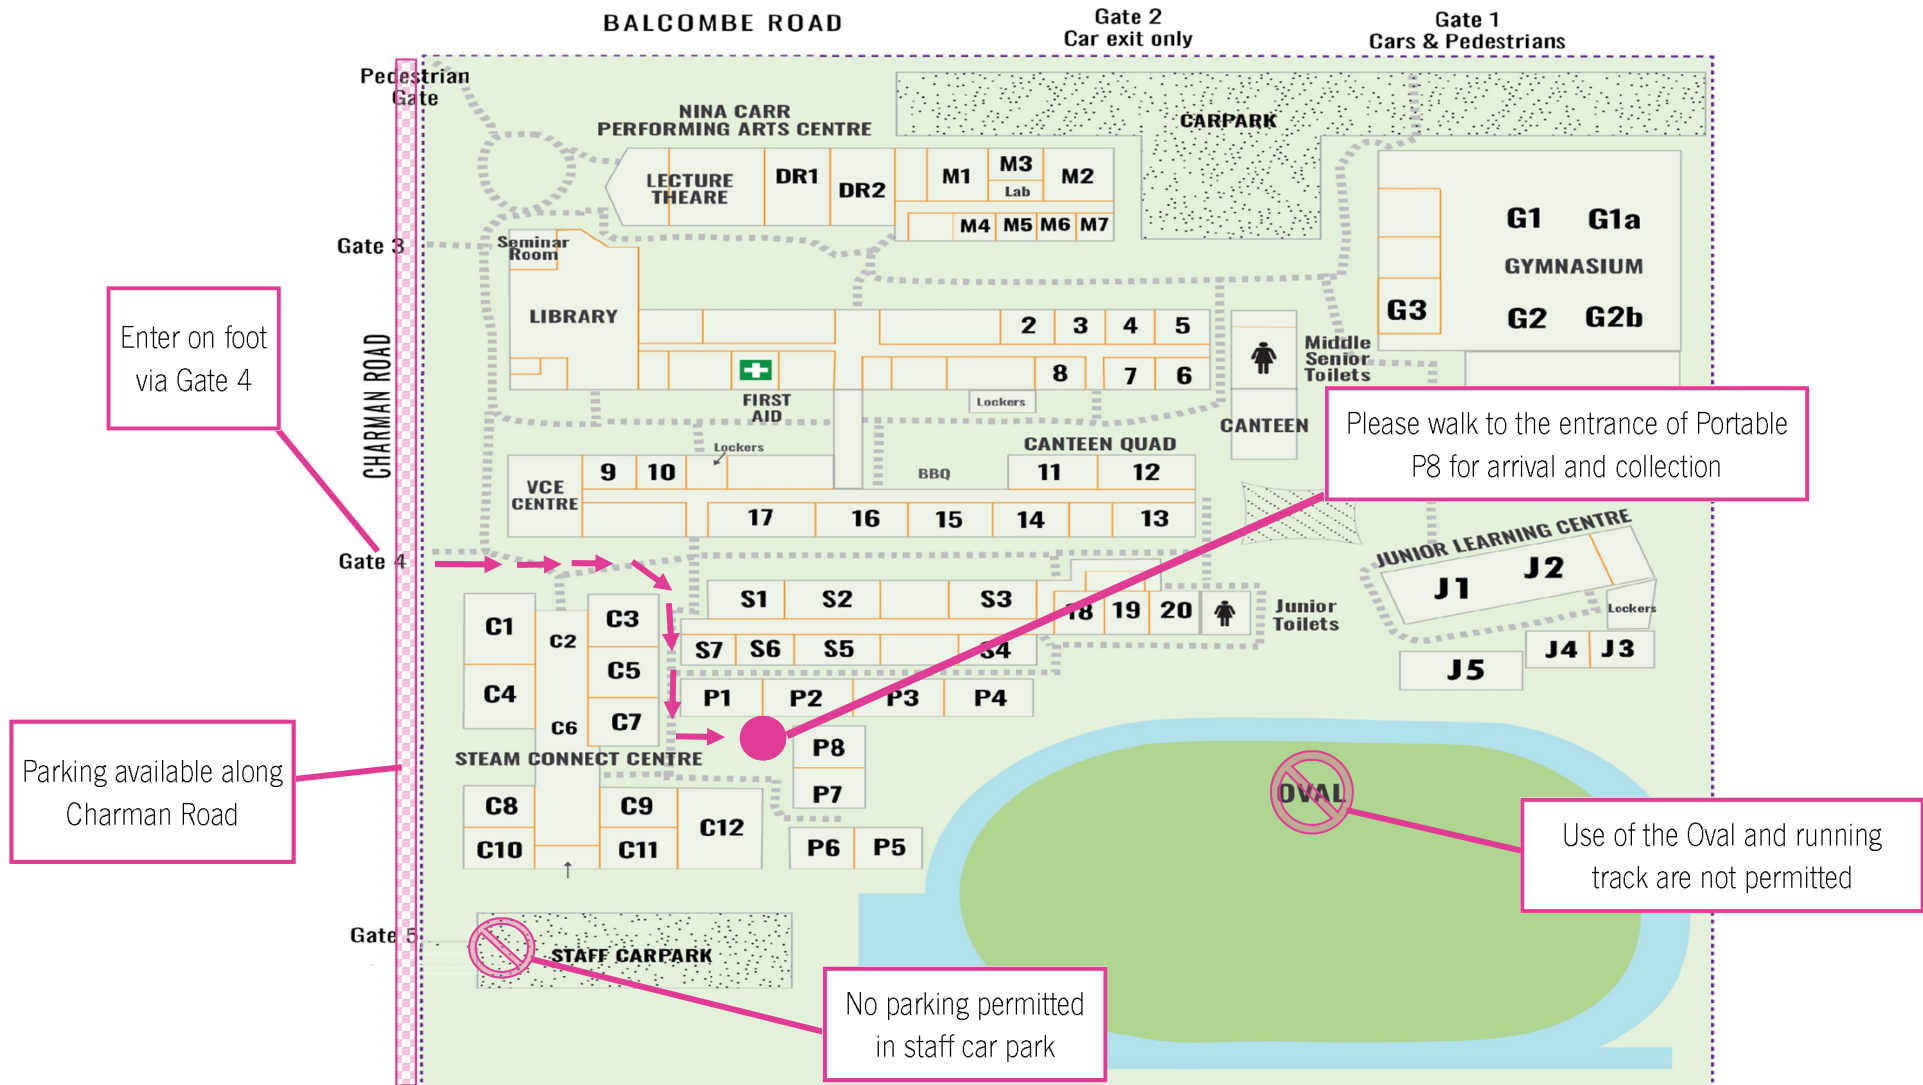 BALCOMBE ROAD
Gate 2
Car exit only
Gate 1
Cars & Pedestrians
Pedestrian
Gate
NINA CARR
PERFORMING ARTS CENTRE
CARPARK
LECTURE
THEARE
DR1
DR2
M1
M3
Lab
M2
M4
M5
M6
M7
G1
G1a
GYMNASIUM
G3
G2
G2b
Gate 3
Seminar
Room
LIBRARY
2
3
4
5
8
7
6
Middle
Senior
Toilets
FIRST
AID
Lockers
CANTEEN
Enter on foot
via Gate 4
CHARMAN ROAD
Please walk to the entrance of Portable
P8 for arrival and collection
Lockers
CANTEEN QUAD
VCE
CENTRE
9
10
BBQ
11
12
17
16
15
14
13
JUNIOR LEARNING CENTRE
J1
J2
Lockers
J4
J3
J5
Gate 4
S1
S2
S3
18
19
20
Junior
Toilets
C1
C2
C3
S7
S6
S5
S4
C5
C4
P1
P2
P3
P4
C6
C7
P8
STEAM CONNECT CENTRE
P7
Parking available along
Charman Road
OVAL
C8
C9
C12
C10
C11
P6
P5
↑
Use of the Oval and running
track are not permitted
Gate 5
STAFF CARPARK
No parking permitted
in staff car park